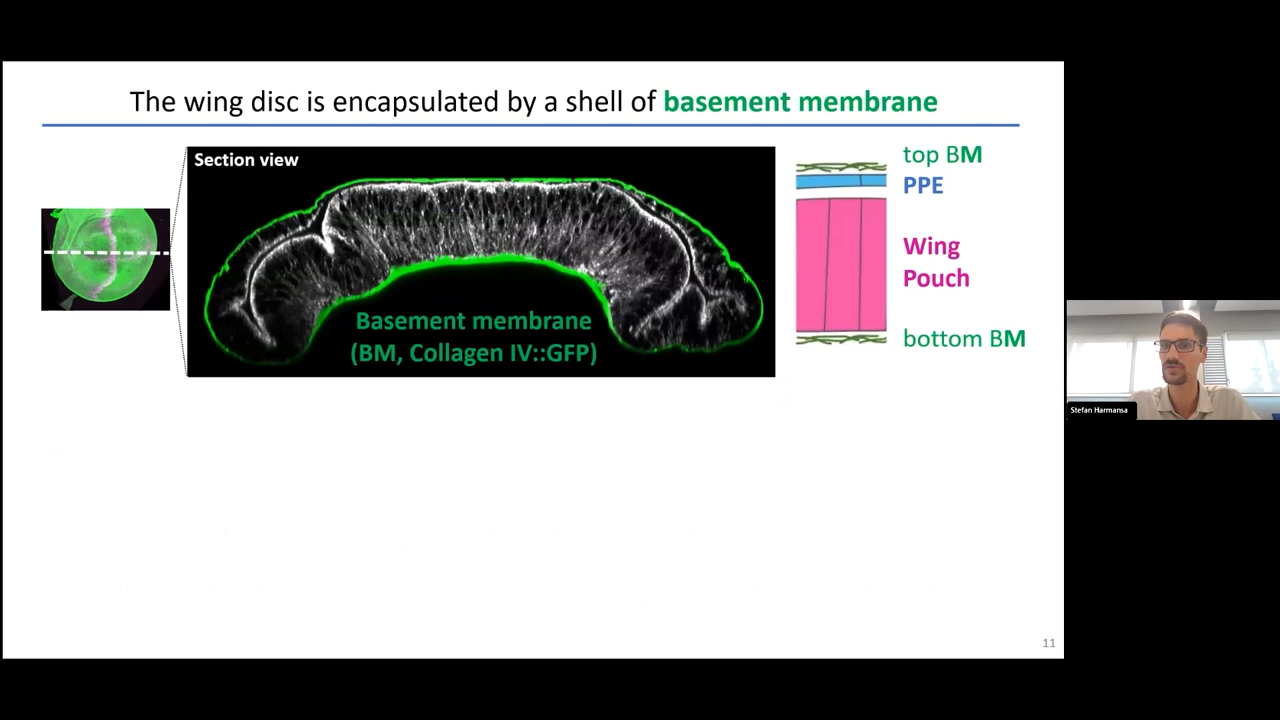 The wing disc is encapsulated by a shell of basement membrane
Section view
Basement membrane
(BM, Collagen IV::GFP)
top BM
PPE
Wing
Pouch
bottom BM
Stefan Harmansa
11